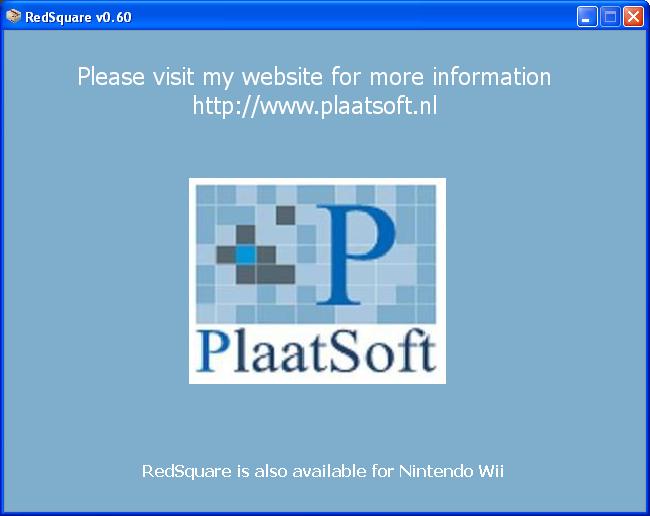 RedSquare v0.60
Please visit my website for more information
http://www.plaatsoft.nl
P
PlaatSoft
RedSquare is also available for Nintendo Wii